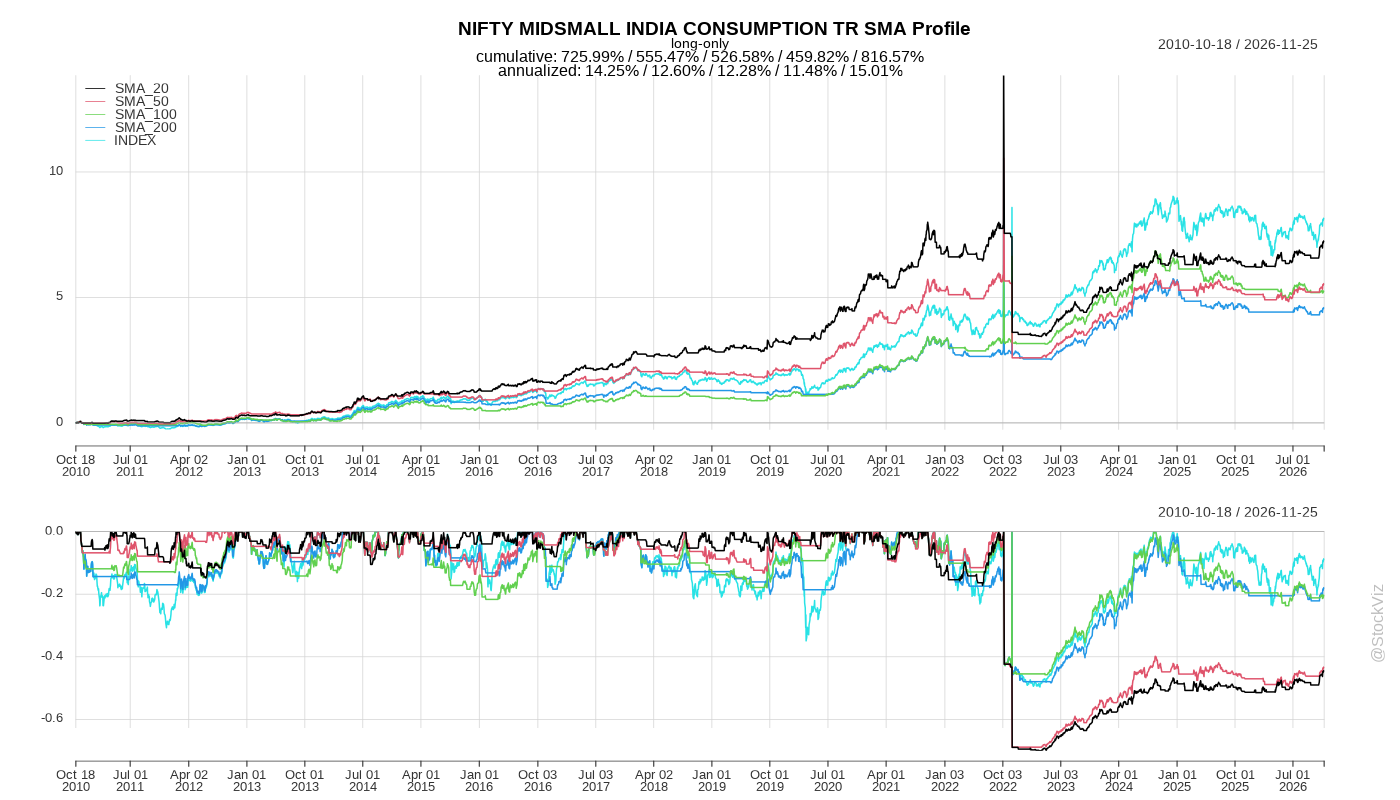 NIFTY MIDSMALL INDIA CONSUMPTION TR SMA Profile
long-only
2010-10-18 / 2026-11-25
cumulative: 725.99% / 555.47% / 526.58% / 459.82% / 816.57%
annualized: 14.25% / 12.60% / 12.28% / 11.48% / 15.01%
SMA_20
SMA_50
SMA_100
SMA_200
INDEX
10
5
0
Oct 18 Jul 01 Apr 02 Jan 01 Oct 01 Jul 01 Apr 01 Jan 01 Oct 03 Jul 03 Apr 02 Jan 01 Oct 01 Jul 01 Apr 01 Jan 03 Oct 03 Jul 03 Apr 01 Jan 01 Oct 01 Jul 01
2010 2011 2012 2013 2013 2014 2015 2016 2016 2017 2018 2019 2019 2020 2021 2022 2022 2023 2024 2025 2025 2026
2010-10-18 / 2026-11-25
0.0
-0.2
-0.4
-0.6
Oct 18 Jul 01 Apr 02 Jan 01 Oct 01 Jul 01 Apr 01 Jan 01 Oct 03 Jul 03 Apr 02 Jan 01 Oct 01 Jul 01 Apr 01 Jan 03 Oct 03 Jul 03 Apr 01 Jan 01 Oct 01 Jul 01
2010 2011 2012 2013 2013 2014 2015 2016 2016 2017 2018 2019 2019 2020 2021 2022 2022 2023 2024 2025 2025 2026
@StockViz